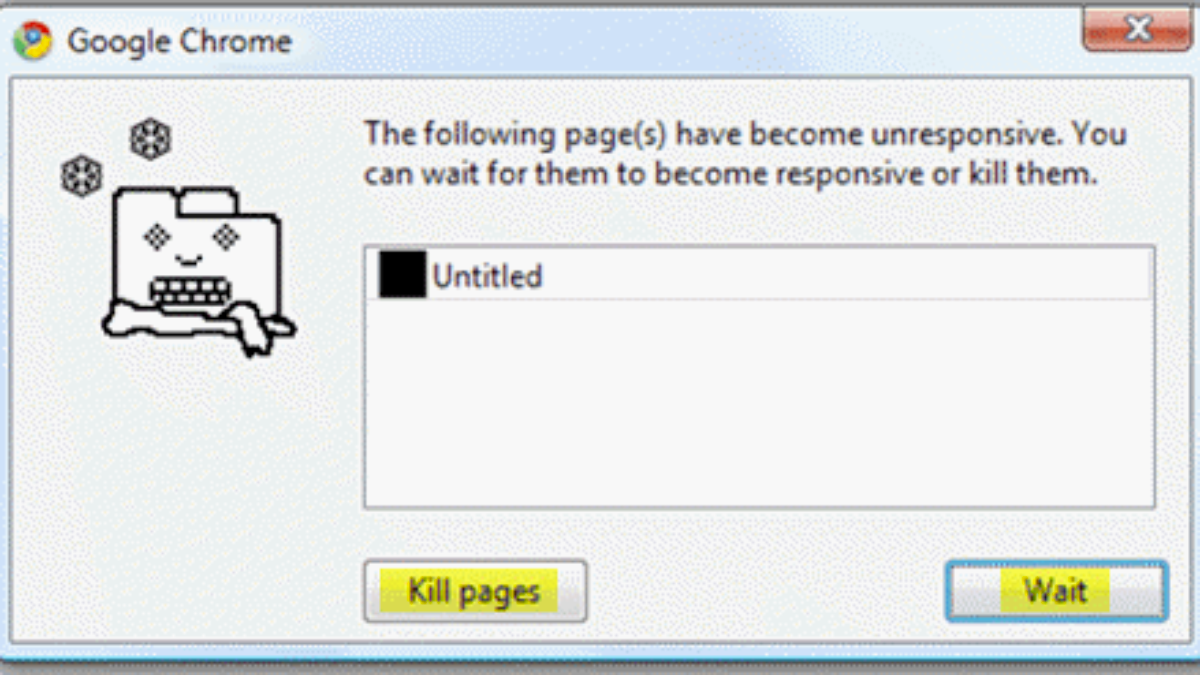 Google Chrome
The following page(s) have become unresponsive. You
can wait for them to become responsive or kill them.
Untitled
Kill pages
Wait